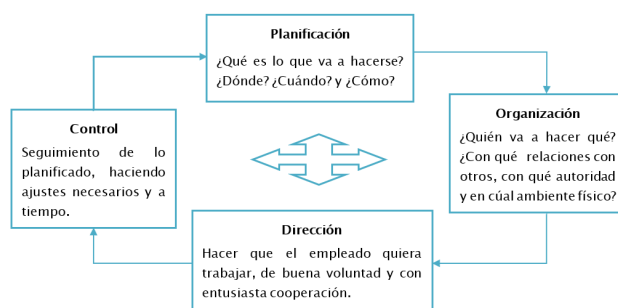 Planificación
¿Qué es lo que va a hacerse?
¿Dónde? ¿Cuándo? y ¿Cómo?
Organización
¿Quién va a hacer qué?
¿Con qué relaciones con
otros, con qué autoridad
y en cúal ambiente físico?
Control
Seguimiento de lo
planificado, haciendo
ajustes necesarios y a
tiempo.
Dirección
Hacer que el empleado quiera
trabajar, de buena voluntad y con
entusiasta cooperación.